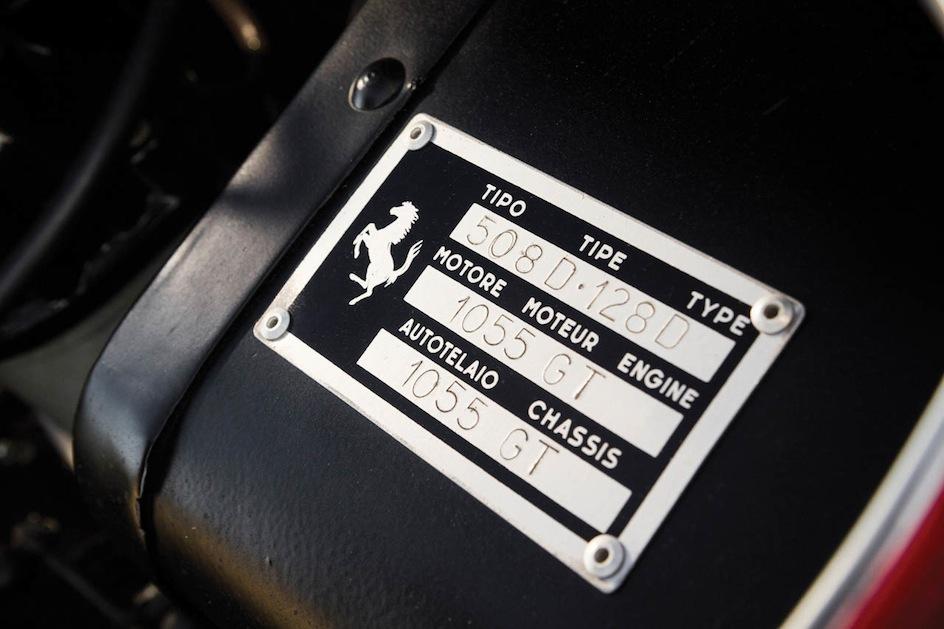 TIPO TIPE TYPE
508 D · 128 D
MOTORE MOTEUR ENGINE
1055 GT
AUTOTELAIO CHASSIS
1055 GT